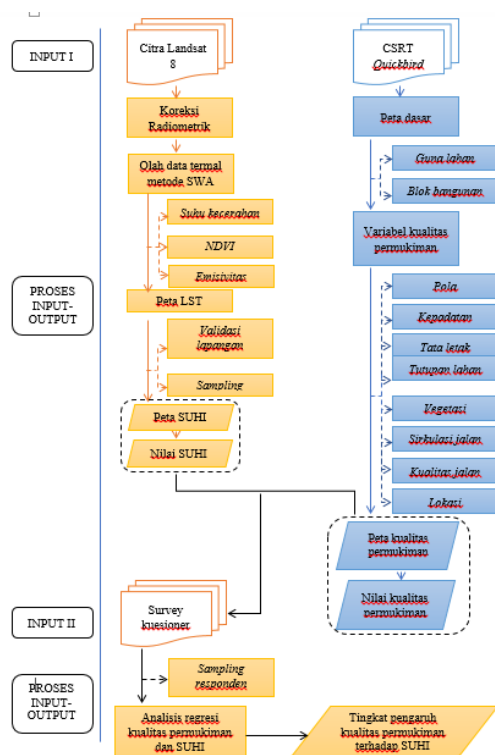 INPUT I
Citra Landsat
8
CSRT
Quickbird
Koreksi
Radiometrik
Peta dasar
Olah data termal
metode SWA
Guna lahan
Blok bangunan
Suhu kecerahan
NDVI
Emisivitas
Variabel kualitas
permukiman
PROSES
INPUT-
OUTPUT
Peta LST
Validasi
lapangan
Sampling
Pola
Kepadatan
Tata letak
Tutupan lahan
Vegetasi
Sirkulasi jalan
Kualitas jalan
Lokasi
Peta SUHI
Nilai SUHI
Peta kualitas
permukiman
Nilai kualitas
permukiman
INPUT II
Survey
kuesioner
Sampling
responden
PROSES
INPUT-
OUTPUT
Analisis regresi
kualitas permukiman
dan SUHI
Tingkat pengaruh
kualitas permukiman
terhadap SUHI